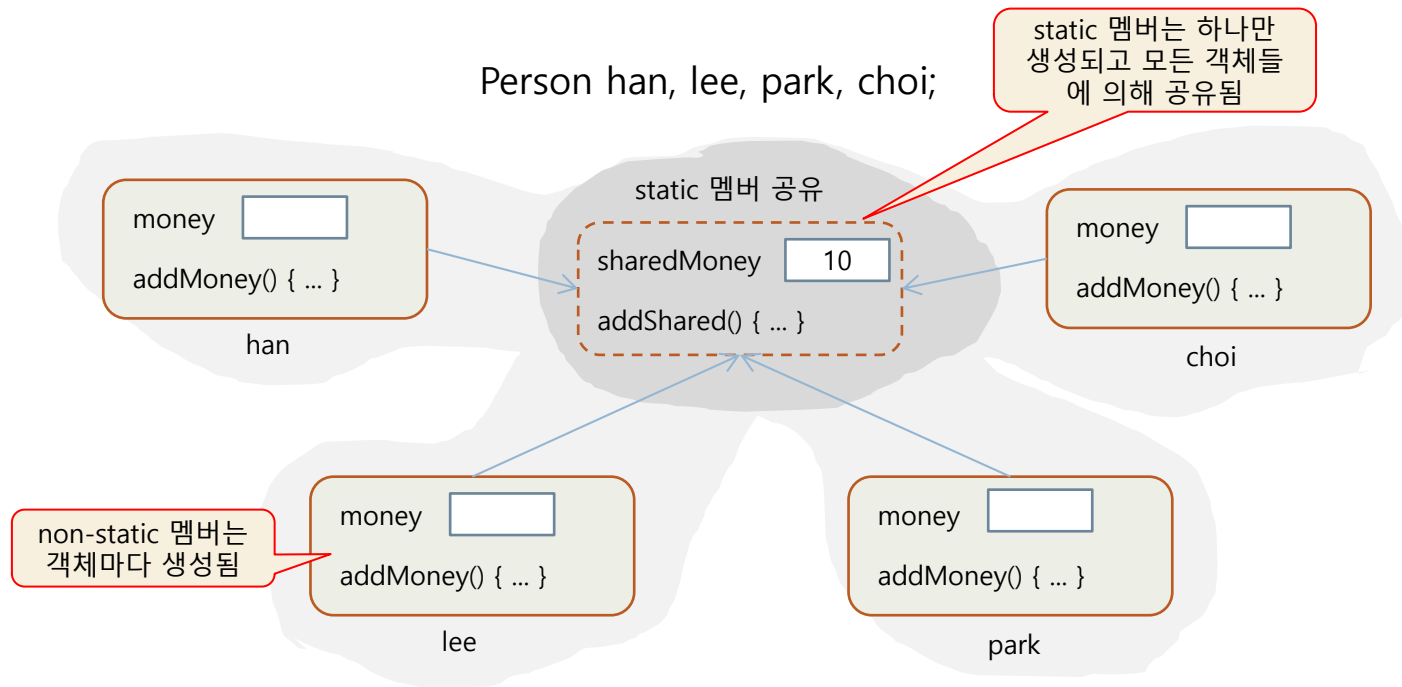 static 멤버는 하나만
생성되고 모든 객체들
에 의해 공유됨
Person han, lee, park, choi;
static 멤버 공유
money
addMoney() { ... }
han
sharedMoney 10
addShared() { ... }
money
addMoney() { ... }
choi
non-static 멤버는
객체마다 생성됨
money
addMoney() { ... }
lee
money
addMoney() { ... }
park